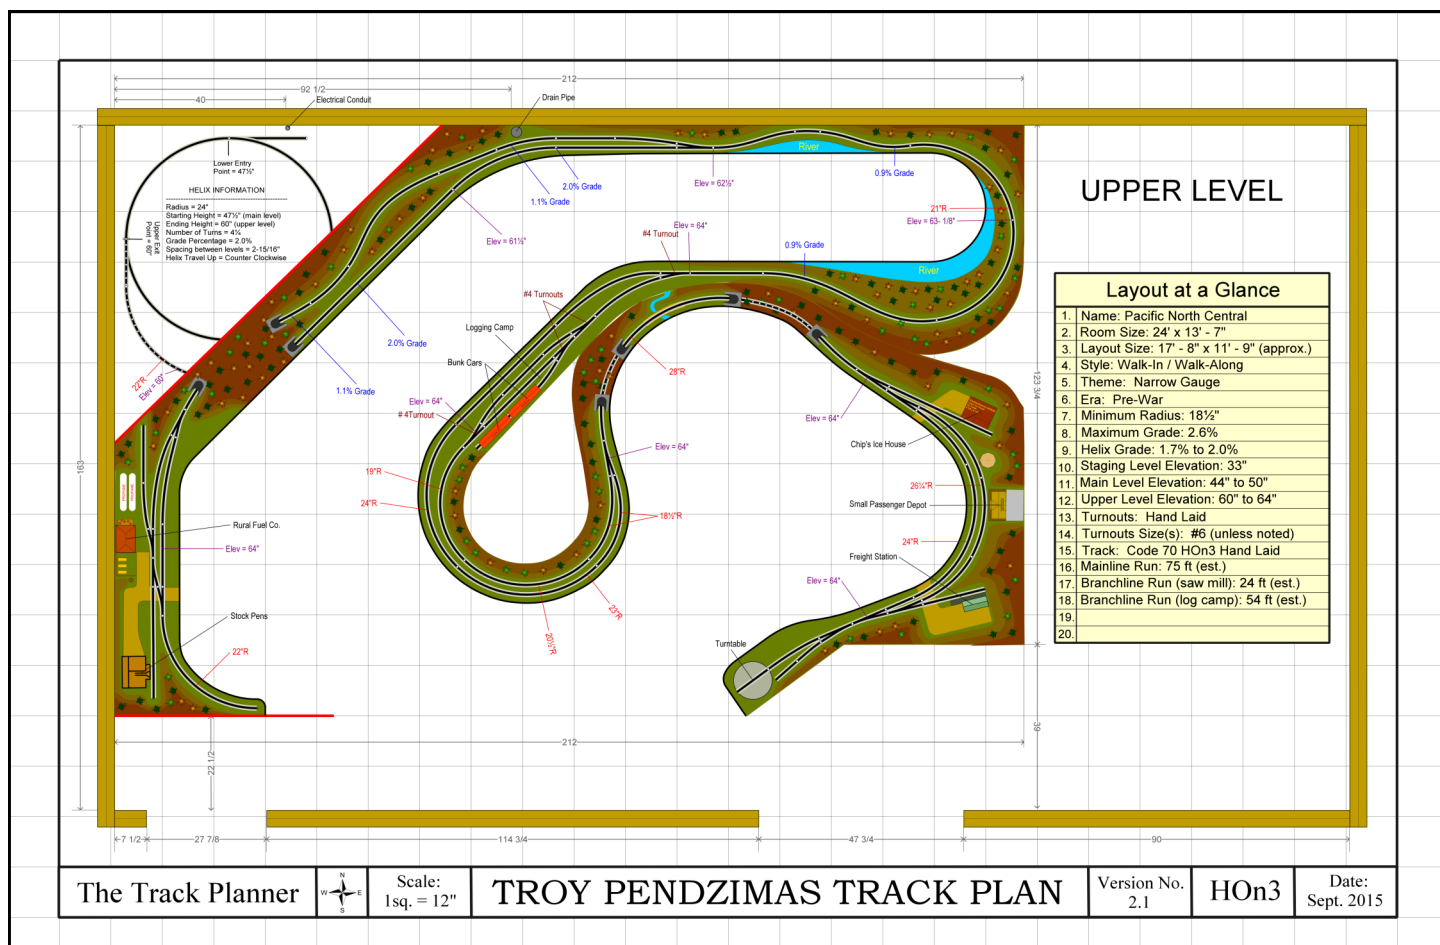 212
92 1/2
40
Electrical Conduit
Drain Pipe
Lower Entry
Point = 47½"
HELIX INFORMATION
Radius = 24"
Starting Height = 47½" (main level)
Ending Height = 60" (upper level)
Number of Turns = 4¼
Grade Percentage = 2.0%
Spacing between levels = 2-15/16"
Helix Travel Up = Counter Clockwise
Upper Exit
Point = 60"
22"R
Elev = 60"
2.0% Grade
1.1% Grade
Elev = 62½"
River
0.9% Grade
21"R
Elev = 63- 1/8"
UPPER LEVEL
Elev = 61½"
Elev = 64"
#4 Turnout
0.9% Grade
River
#4 Turnouts
Logging Camp
2.0% Grade
Bunk Cars
1.1% Grade
28"R
Elev = 64"
# 4Turnout
Elev = 64"
Chip's Ice House
Elev = 64"
19"R
24"R
18½"R
26¼"R
Small Passenger Depot
24"R
Freight Station
Elev = 64"
23"R
20½"R
Turntable
Rural Fuel Co.
Elev = 64"
Stock Pens
22"R
163
123 3/4
39
212
22 1/2
7 1/2
27 7/8
114 3/4
47 3/4
90
Layout at a Glance
1. Name: Pacific North Central
2. Room Size: 24' x 13' - 7"
3. Layout Size: 17' - 8" x 11' - 9" (approx.)
4. Style: Walk-In / Walk-Along
5. Theme: Narrow Gauge
6. Era: Pre-War
7. Minimum Radius: 18½"
8. Maximum Grade: 2.6%
9. Helix Grade: 1.7% to 2.0%
10. Staging Level Elevation: 33"
11. Main Level Elevation: 44" to 50"
12. Upper Level Elevation: 60" to 64"
13. Turnouts: Hand Laid
14. Turnouts Size(s): #6 (unless noted)
15. Track: Code 70 HOn3 Hand Laid
16. Mainline Run: 75 ft (est.)
17. Branchline Run (saw mill): 24 ft (est.)
18. Branchline Run (log camp): 54 ft (est.)
19.
20.
The Track Planner
N
W E
S
Scale:
1sq. = 12"
TROY PENDZIMAS TRACK PLAN
Version No.
2.1
HOn3
Date:
Sept. 2015